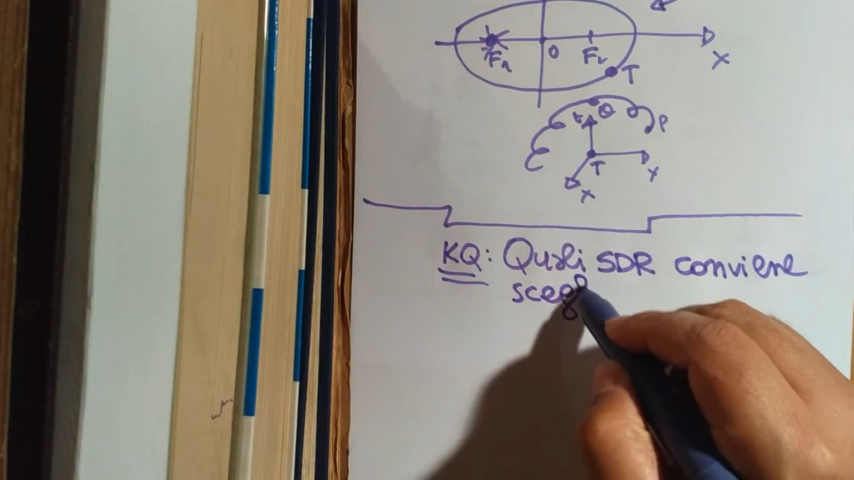 F₁ O F₂ T
X
t Q P
T Y
X
KQ: Quali SDR conviene
sceg